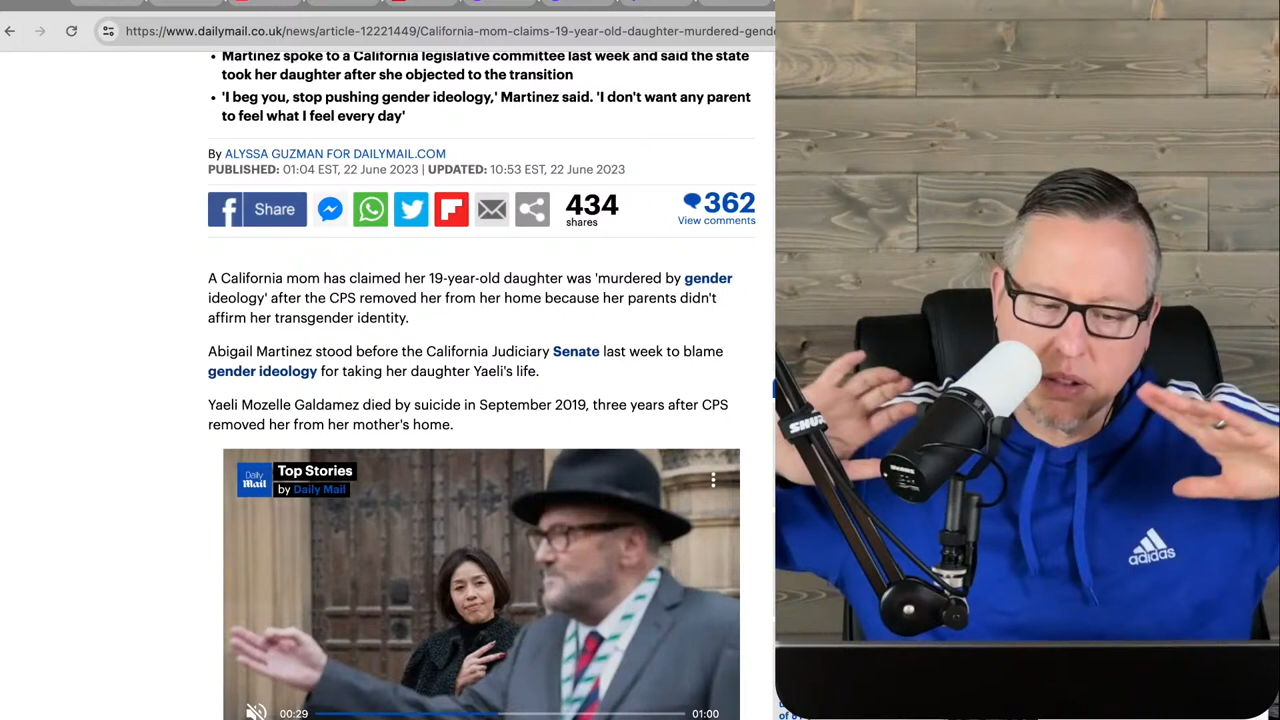 https://www.dailymail.co.uk/news/article-12221449/California-mom-claims-19-year-old-daughter-murdered-gend
• Martinez spoke to a California legislative committee last week and said the state
took her daughter after she objected to the transition
• 'I beg you, stop pushing gender ideology,' Martinez said. 'I don't want any parent
to feel what I feel every day'
By ALYSSA GUZMAN FOR DAILYMAIL.COM
PUBLISHED: 01:04 EST, 22 June 2023 | UPDATED: 10:53 EST, 22 June 2023
f Share
434
shares
362
View comments
A California mom has claimed her 19-year-old daughter was 'murdered by gender
ideology' after the CPS removed her from her home because her parents didn't
affirm her transgender identity.
Abigail Martinez stood before the California Judiciary Senate last week to blame
gender ideology for taking her daughter Yaeli's life.
Yaeli Mozelle Galdamez died by suicide in September 2019, three years after CPS
removed her from her mother's home.
Daily Mail
Top Stories
by Daily Mail
00:29
01:00
SHURE
adidas